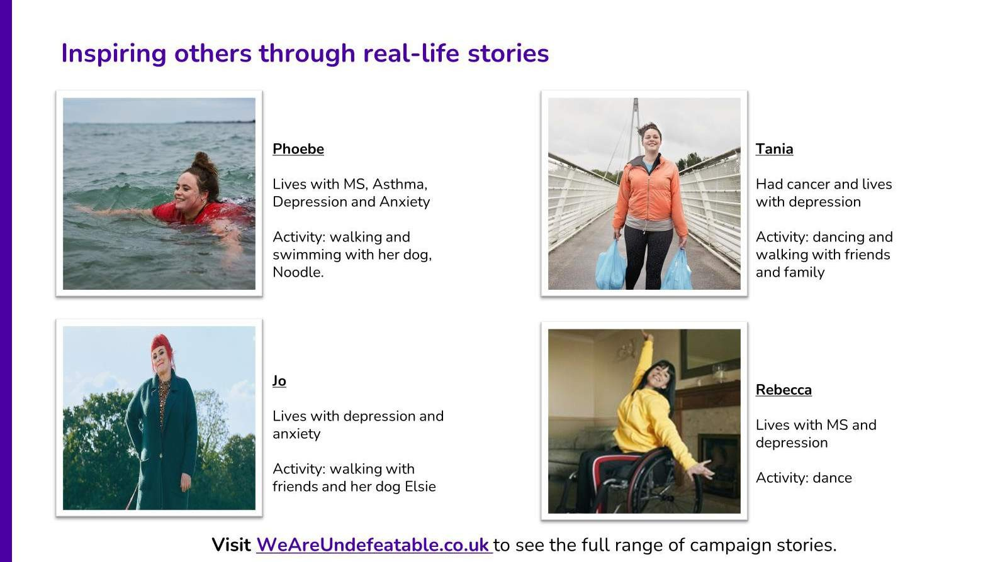 Inspiring others through real-life stories
Phoebe
Lives with MS, Asthma,
Depression and Anxiety
Activity: walking and
swimming with her dog,
Noodle.
Tania
Had cancer and lives
with depression
Activity: dancing and
walking with friends
and family
Jo
Lives with depression and
anxiety
Activity: walking with
friends and her dog Elsie
Rebecca
Lives with MS and
depression
Activity: dance
Visit WeAreUndefeatable.co.uk to see the full range of campaign stories.